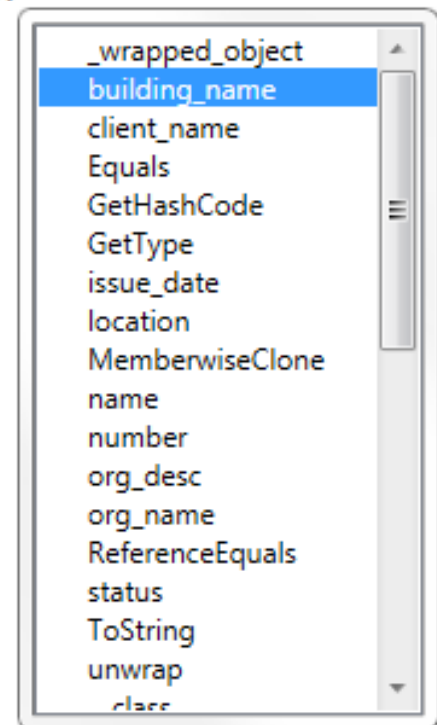 _wrapped_object
building_name
client_name
Equals
GetHashCode
GetType
issue_date
location
MemberwiseClone
name
number
org_desc
org_name
ReferenceEquals
status
ToString
unwrap